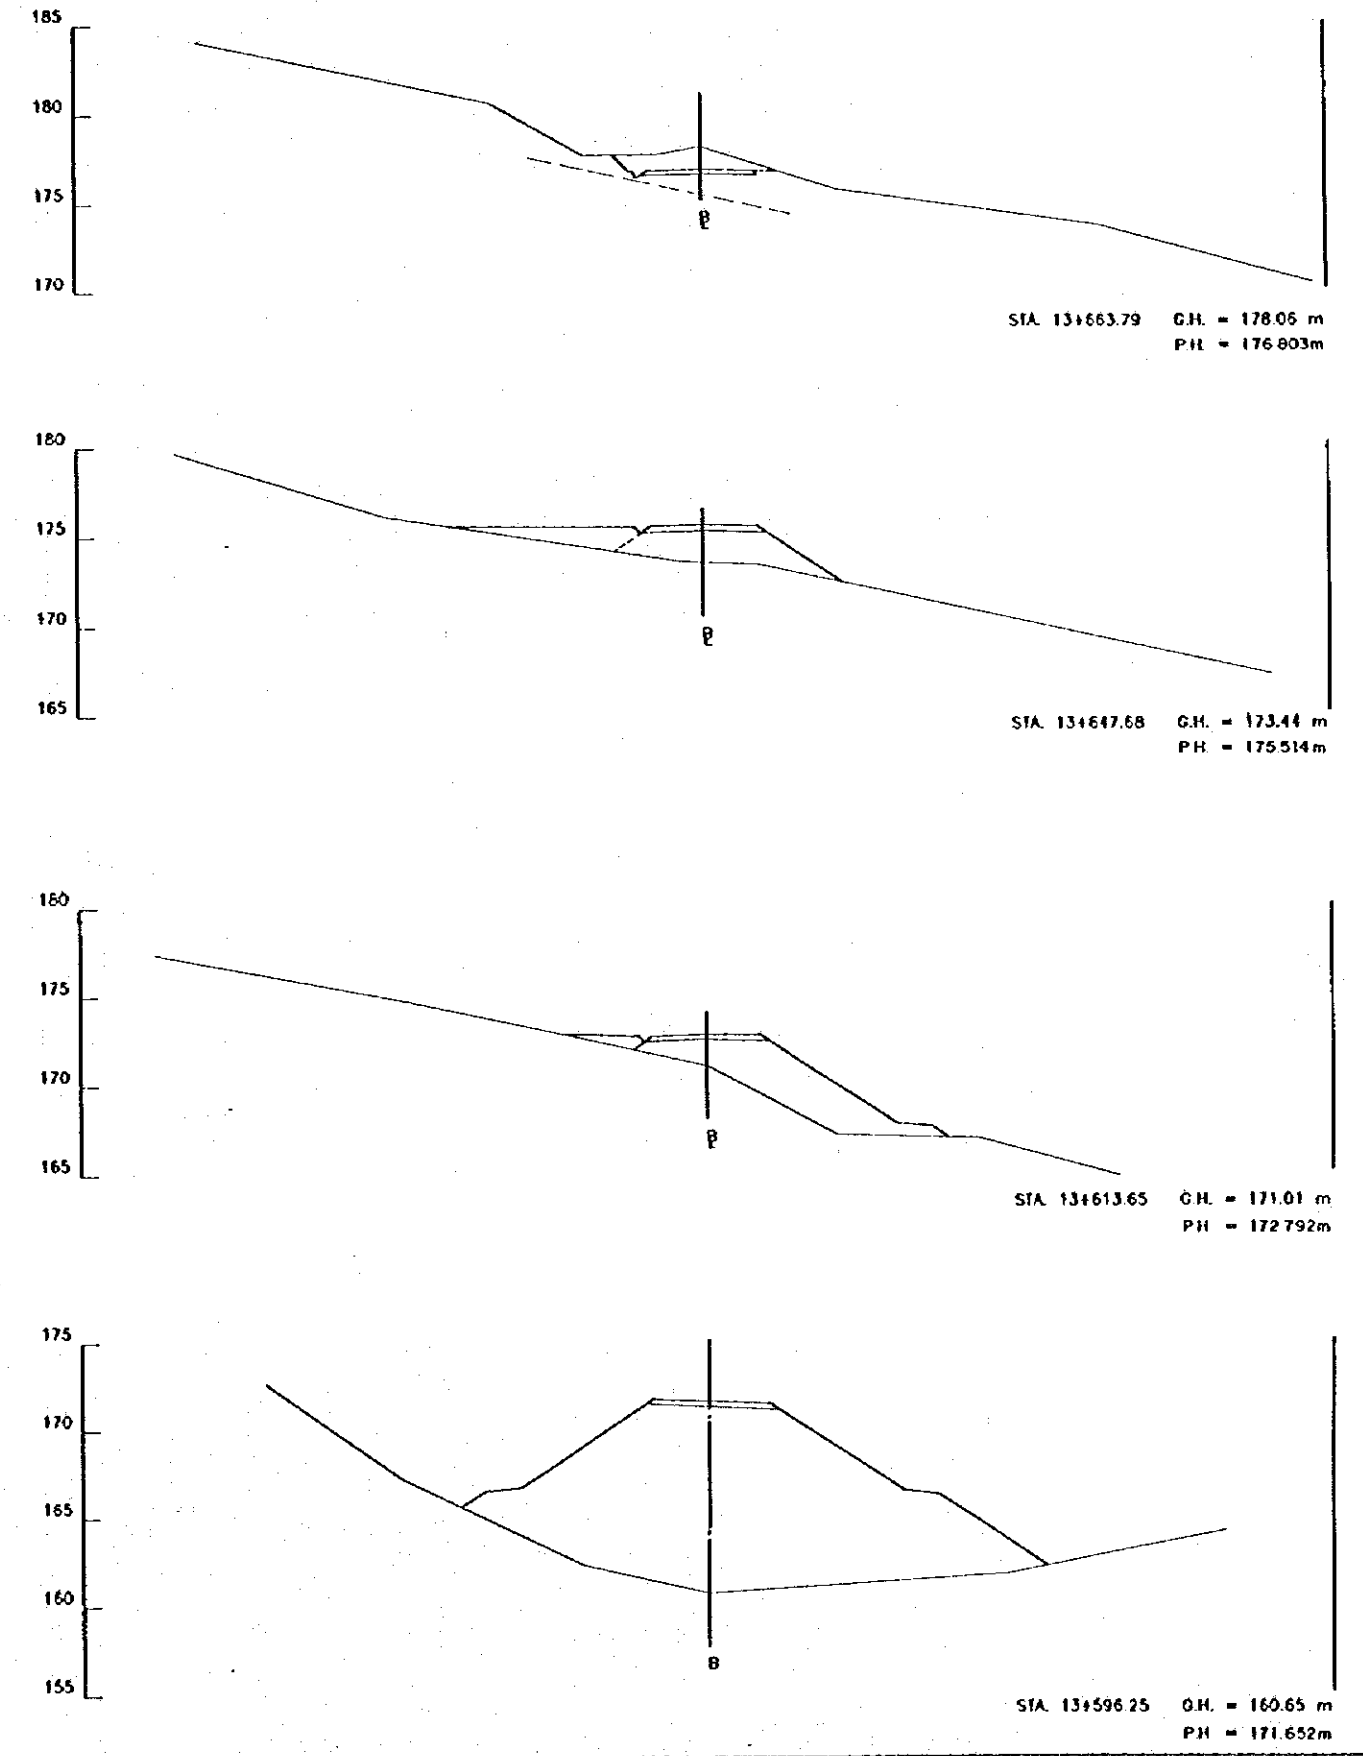 185
180
175
170
B
STA. 13+663.79 G.H. = 178.06 m
P.H. = 176.803m
180
175
170
165
B
STA. 13+647.68 G.H. = 173.44 m
P.H. = 175.514m
180
175
170
165
B
STA. 13+613.65 G.H. = 171.01 m
P.H = 172.792m
175
170
165
160
155
B
STA. 13+596.25 G.H. = 160.65 m
P.H = 171.652m